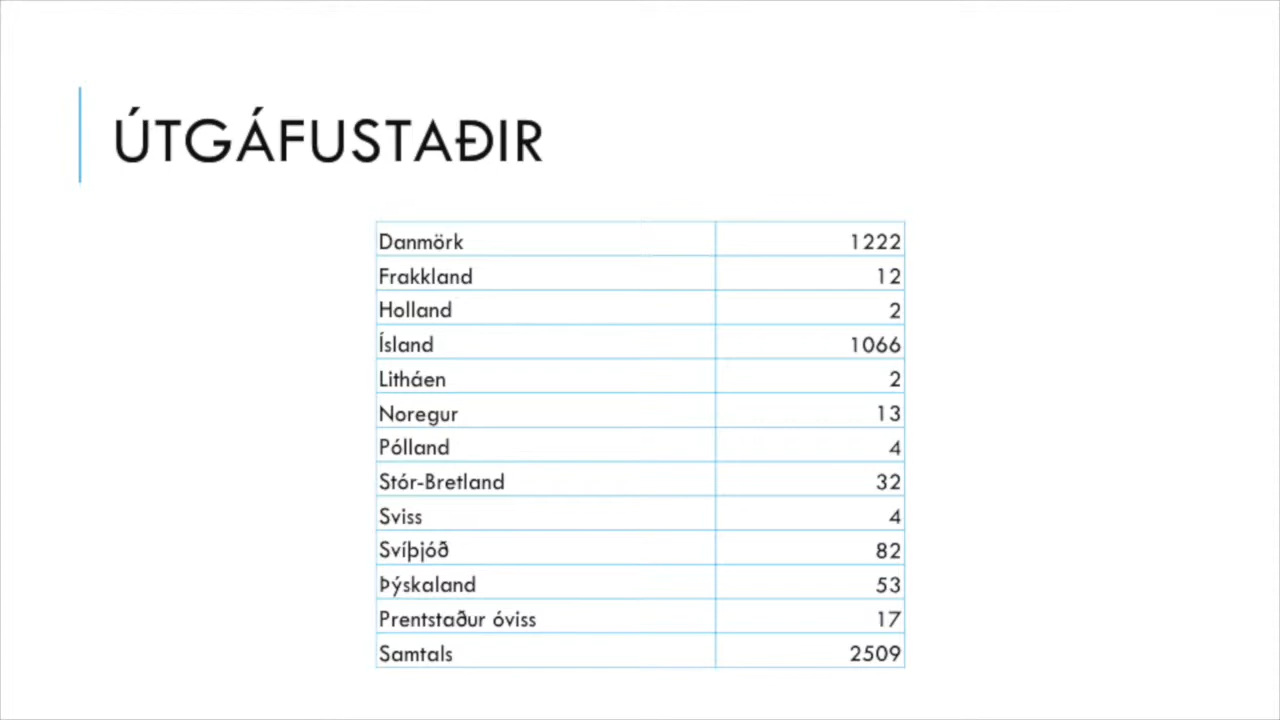 ÚTGÁFUSTAÐIR
Danmörk 1222
Frakkland 12
Holland 2
Ísland 1066
Litháen 2
Noregur 13
Pólland 4
Stór-Bretland 32
Sviss 4
Svíþjóð 82
Þýskaland 53
Prentstaður óviss 17
Samtals 2509